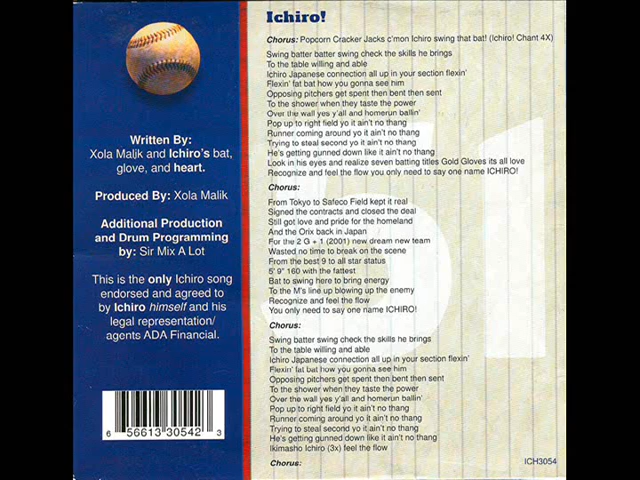 Written By:
Xola Malik and Ichiro's bat,
glove, and heart.
Produced By: Xola Malik
Additional Production
and Drum Programming
by: Sir Mix A Lot
This is the only Ichiro song
endorsed and agreed to
by Ichiro himself and his
legal representation/
agents ADA Financial.
6 56613 30542 3
Ichiro!
Chorus: Popcorn Cracker Jacks c'mon Ichiro swing that bat! (Ichiro! Chant 4X)
Swing batter batter swing check the skills he brings
To the table willing and able
Ichiro Japanese connection all up in your section flexin'
Flexin' fat bat how you gonna see him
Opposing pitchers get spent then bent then sent
To the shower when they taste the power
Over the wall yes y'all and homerun ballin'
Pop up to right field yo it ain't no thang
Runner coming around yo it ain't no thang
Trying to steal second yo it ain't no thang
He's getting gunned down like it ain't no thang
Look in his eyes and realize seven batting titles Gold Gloves its all love
Recognize and feel the flow you only need to say one name ICHIRO!
Chorus:
From Tokyo to Safeco Field kept it real
Signed the contracts and closed the deal
Still got love and pride for the homeland
And the Orix back in Japan
For the 2 G + 1 (2001) new dream new team
Wasted no time to break on the scene
From the best 9 to all star status
5' 9" 160 with the fattest
Bat to swing here to bring energy
To the M's line up blowing up the enemy
Recognize and feel the flow
You only need to say one name ICHIRO!
Chorus:
Swing batter swing check the skills he brings
To the table willing and able
Ichiro Japanese connection all up in your section flexin'
Flexin' fat bat how you gonna see him
Opposing pitchers get spent then bent then sent
To the shower when they taste the power
Over the wall yes y'all and homerun ballin'
Pop up to right field yo it ain't no thang
Runner coming around yo it ain't no thang
Trying to steal second yo it ain't no thang
He's getting gunned down like it ain't no thang
Ikimasho Ichiro (3x) feel the flow
Chorus:
ICH3054
51